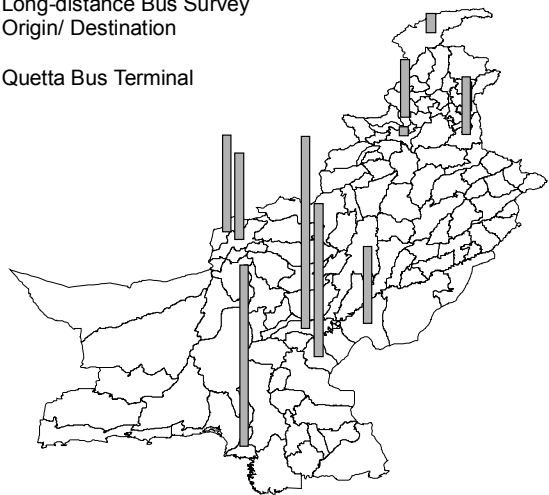 Long-distance Bus Survey
Origin/ Destination
Quetta Bus Terminal